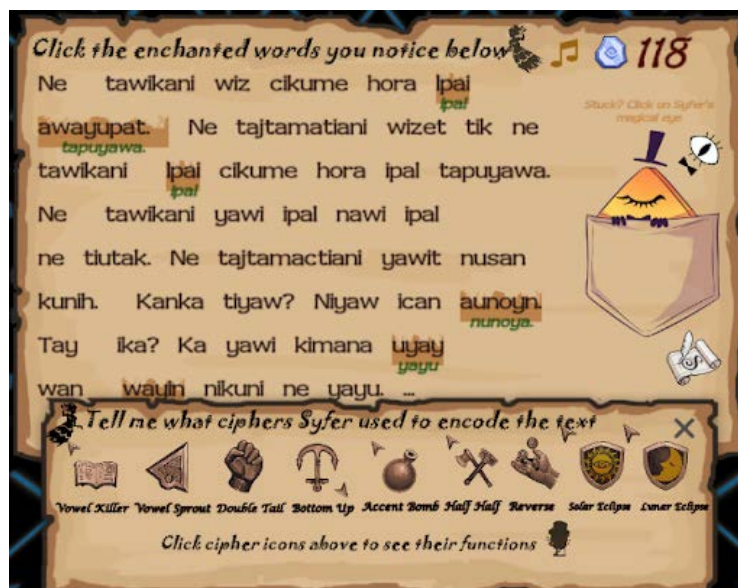 Click the enchanted words you notice below
118
Stuck? Click on Syfer's
magical eye
Ne tawikani wiz cikume hora lpai
ipal
awayupat. Ne tajtamatiani wizet tik ne
tapuyawa.
tawikani lpai cikume hora ipal tapuyawa.
ipal
Ne tawikani yawi ipal nawi ipal
ne tiutak. Ne tajtamactiani yawit nusan
kunih. Kanka tiyaw? Niyaw ican aunoyn.
nunoya.
Tay ika? Ka yawi kimana uyay
yayu
wan wayin nikuni ne yayu. ...
Tell me what ciphers Syfer used to encode the text
Vowel Killer Vowel Sprout Double Tail Bottom Up Accent Bomb Half Half Reverse Solar Eclipse Lunar Eclipse
Click cipher icons above to see their functions